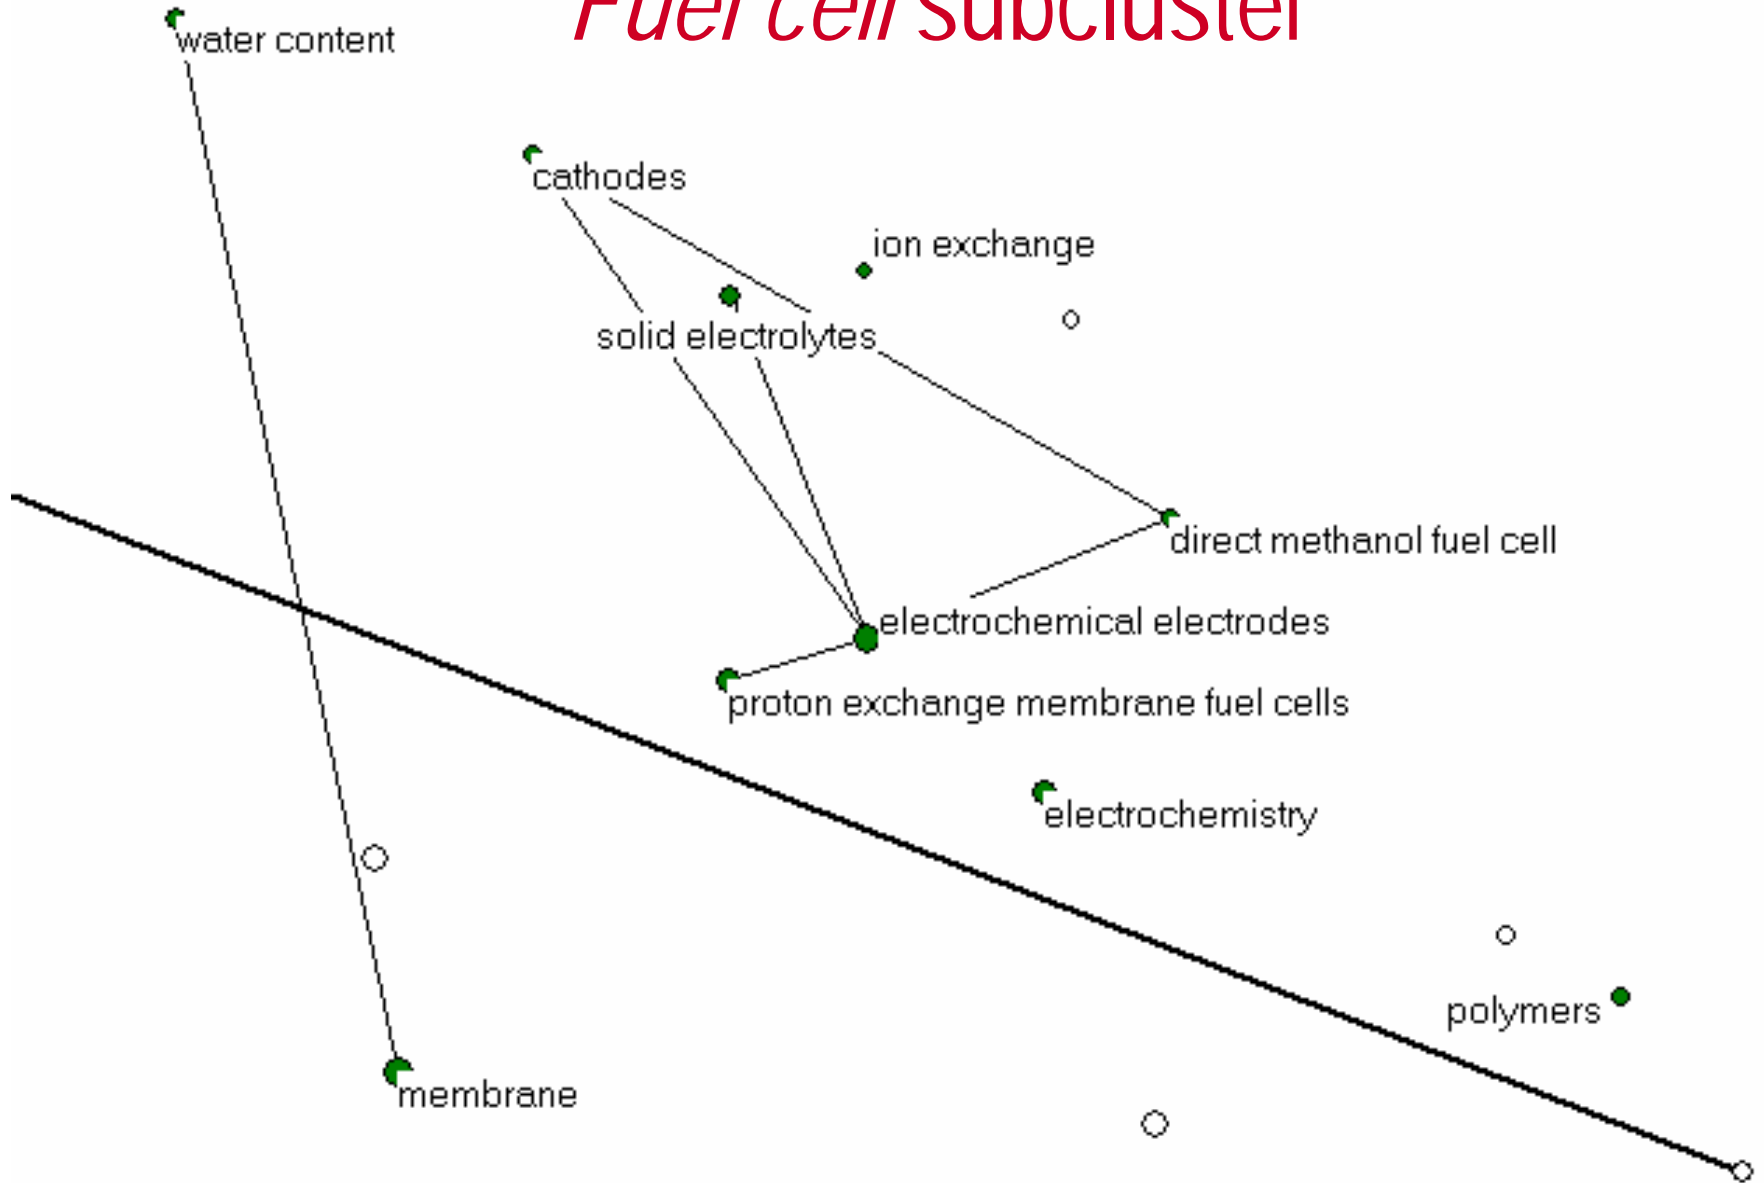 Fuel cell subcluster
water content
cathodes
ion exchange
solid electrolytes
direct methanol fuel cell
electrochemical electrodes
proton exchange membrane fuel cells
electrochemistry
polymers
membrane